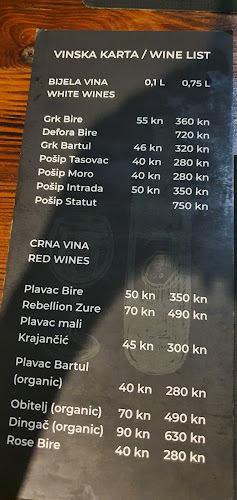 VINSKA KARTA / WINE LIST
BIJELA VINA 0,1 L 0,75 L
WHITE WINES
Grk Bire 55 kn 360 kn
Defora Bire 720 kn
Grk Bartul 46 kn 320 kn
Pošip Tasovac 40 kn 280 kn
Pošip Moro 40 kn 280 kn
Pošip Intrada 50 kn 350 kn
Pošip Statut 750 kn
CRNA VINA
RED WINES
Plavac Bire 50 kn 350 kn
Rebellion Zure 70 kn 490 kn
Plavac mali
Krajančić 45 kn 300 kn
Plavac Bartul
(organic) 40 kn 280 kn
Obitelj (organic) 70 kn 490 kn
Dingač (organic) 90 kn 630 kn
Rose Bire 40 kn 280 kn